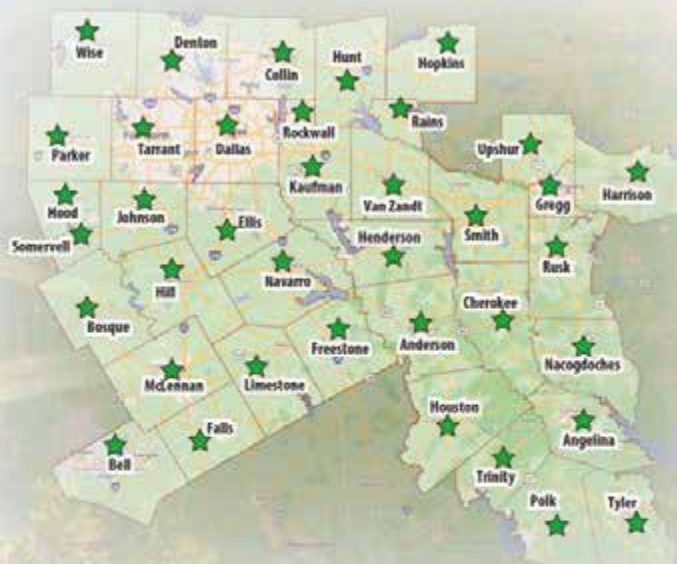 Wise
Denton
Collin
Hunt
Hopkins
Parker
Tarrant
Dallas
Rockwall
Rains
Upshur
Kaufman
Van Zandt
Gregg
Harrison
Hood
Johnson
Ellis
Smith
Somervell
Henderson
Rusk
Hill
Navarro
Cherokee
Bosque
Freestone
Anderson
Nacogdoches
McLennan
Limestone
Houston
Falls
Angelina
Bell
Trinity
Polk
Tyler